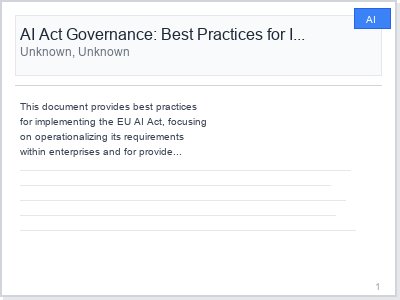 AI
AI Act Governance: Best Practices for I...
Unknown, Unknown
This document provides best practices
for implementing the EU AI Act, focusing
on operationalizing its requirements
within enterprises and for provide...
1